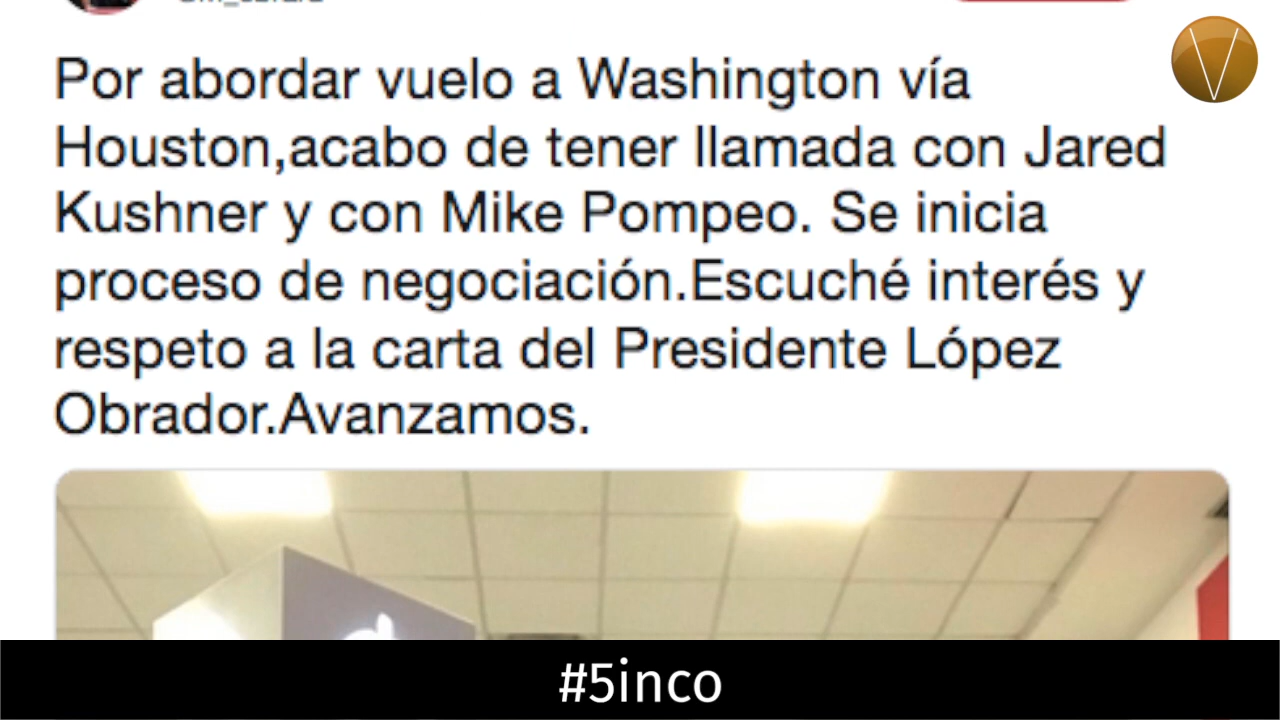 Por abordar vuelo a Washington vía
Houston,acabo de tener llamada con Jared
Kushner y con Mike Pompeo. Se inicia
proceso de negociación.Escuché interés y
respeto a la carta del Presidente López
Obrador.Avanzamos.
#5inco